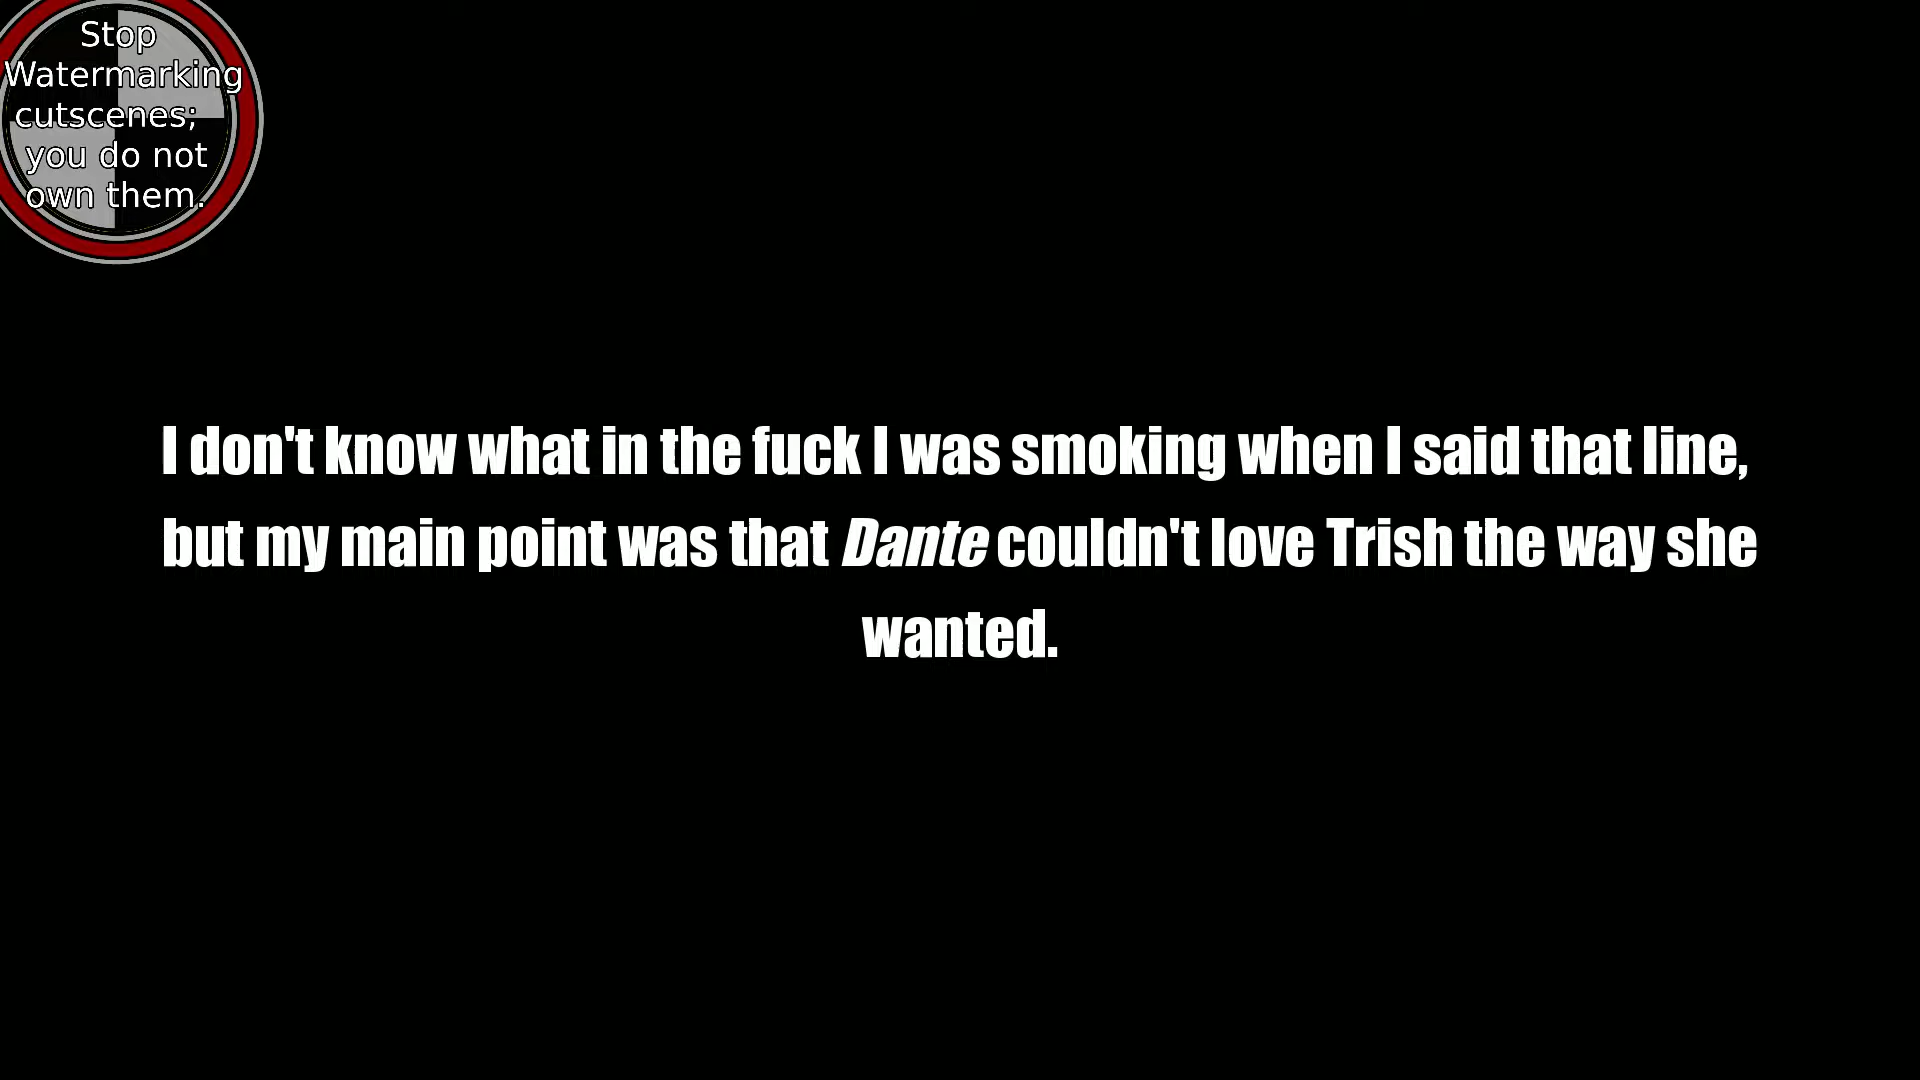 Stop
Watermarking
cutscenes;
you do not
own them.
I don't know what in the fuck I was smoking when I said that line,
but my main point was that Dante couldn't love Trish the way she
wanted.